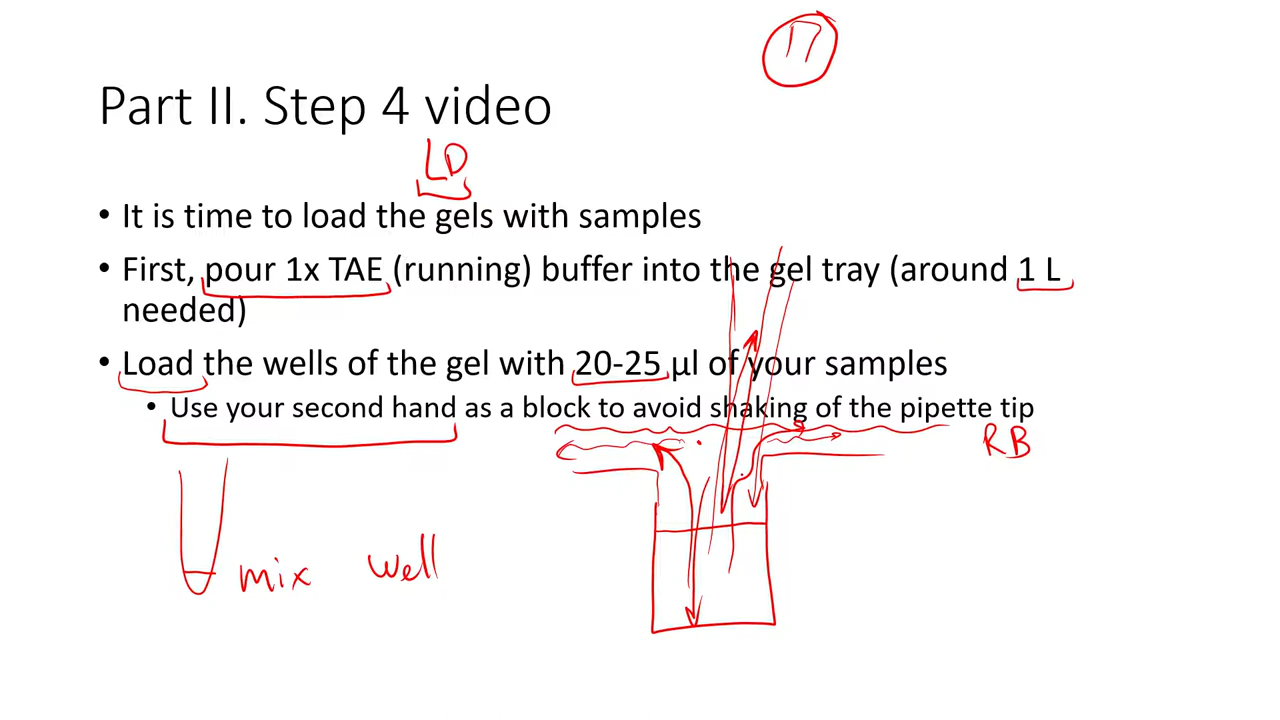 17
Part II. Step 4 video
LD
• It is time to load the gels with samples
• First, pour 1x TAE (running) buffer into the gel tray (around 1 L
needed)
• Load the wells of the gel with 20-25 µl of your samples
• Use your second hand as a block to avoid shaking of the pipette tip
RB
mix well